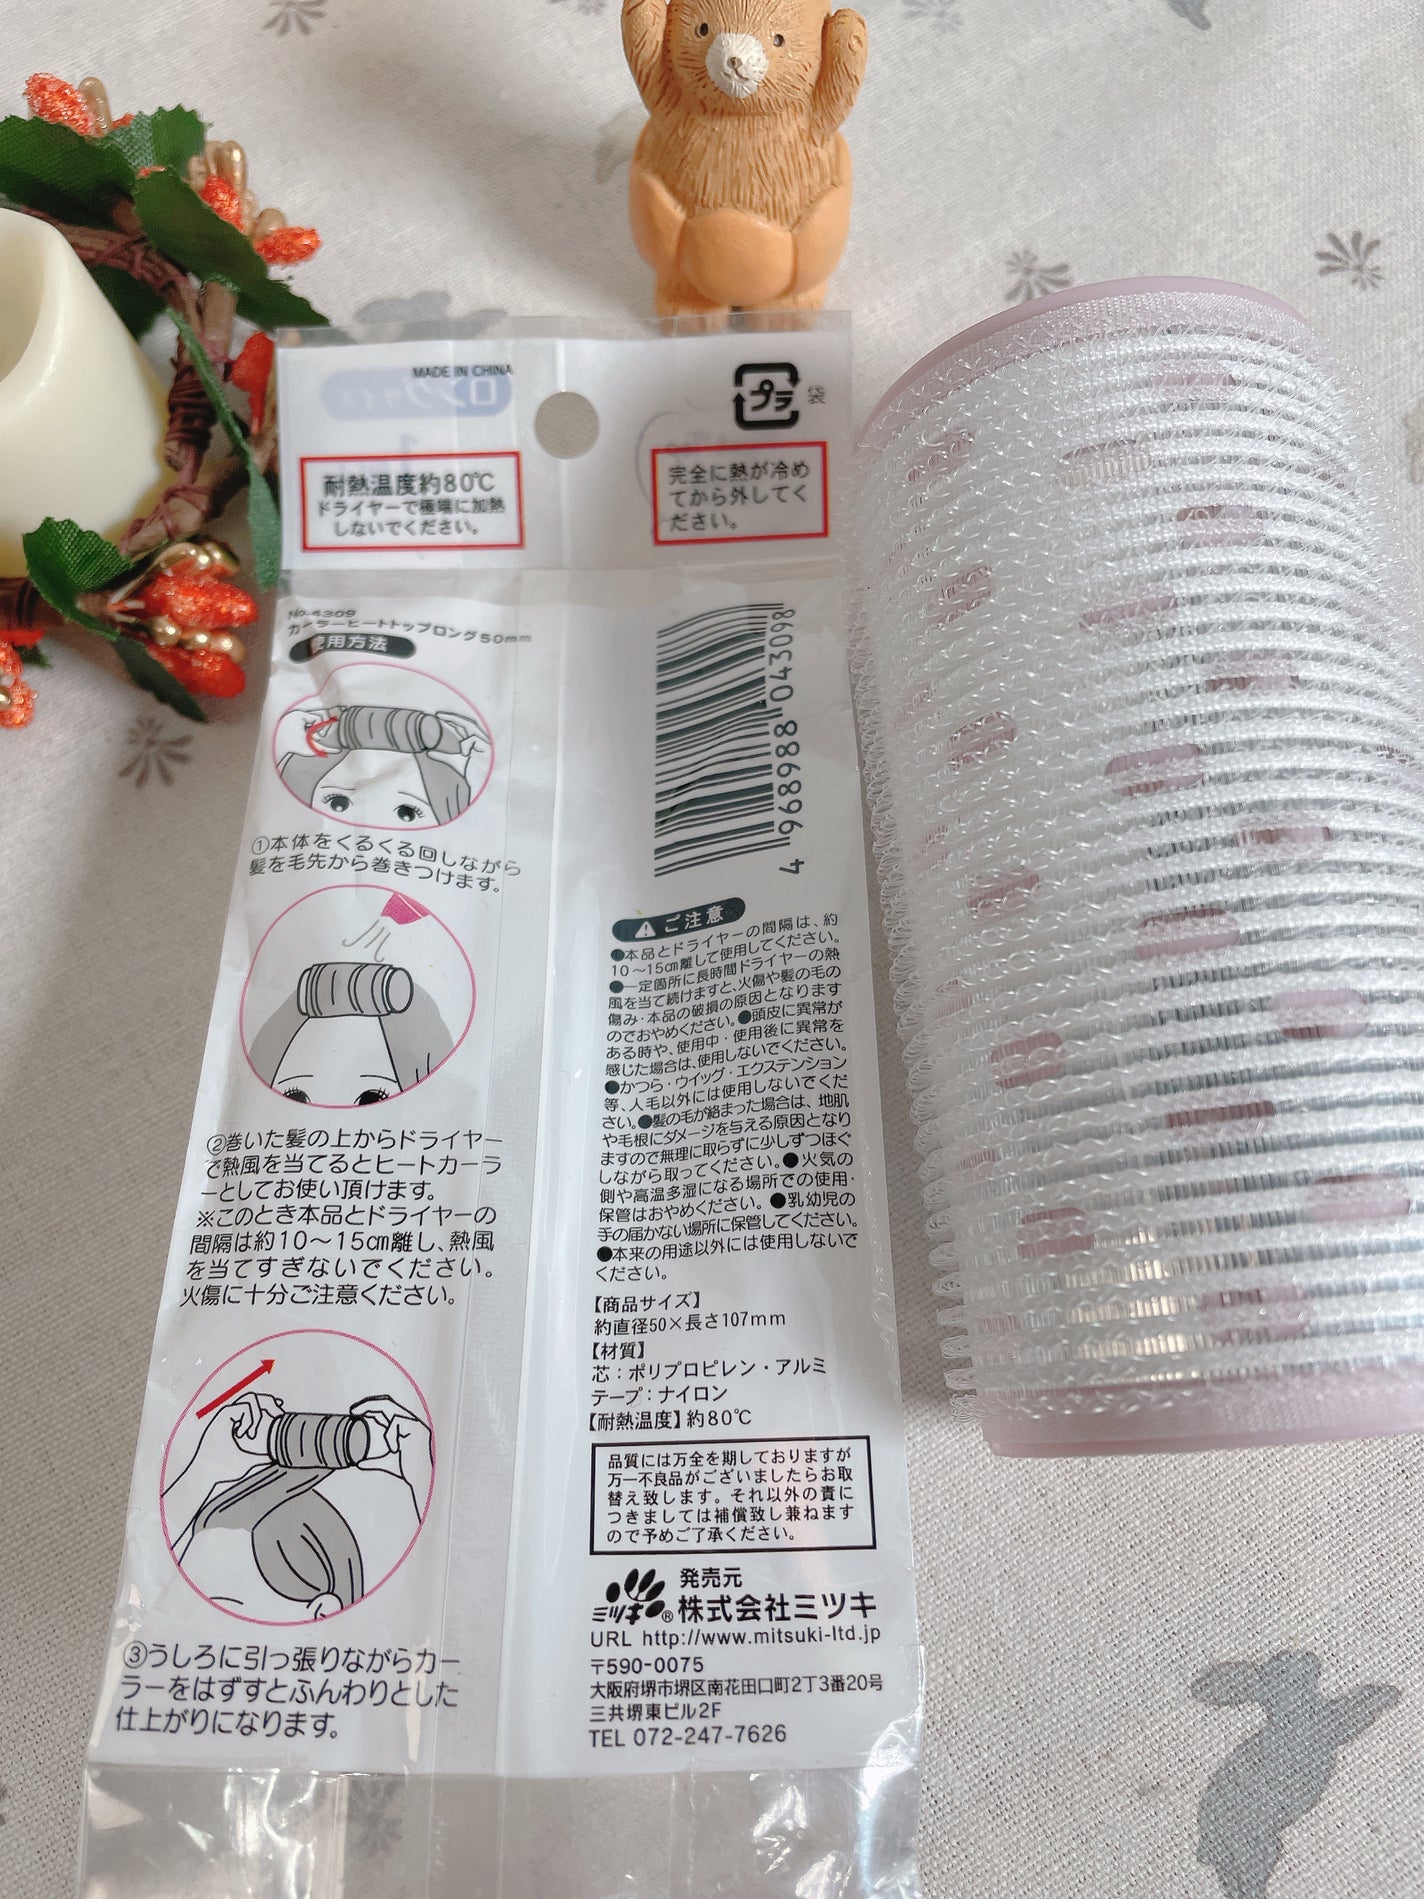 MADE IN CHINA
ロングサイズ
プラ
袋
耐熱温度約80℃
ドライヤーで極端に加熱
しないでください。
完全に熱が冷め
てから外してく
ださい。
No.4309
カーラーヒートトップロング50mm
使用方法
①本体をくるくる回しながら
髪を毛先から巻きつけます。
②巻いた髪の上からドライヤー
で熱風を当てるとヒートカーラ
ーとしてお使い頂けます。
※このとき本品とドライヤーの
間隔は約10〜15㎝離し、熱風
を当てすぎないでください。
火傷に十分ご注意ください。
③うしろに引っ張りながらカー
ラーをはずすとふんわりとした
仕上がりになります。
4 968988 043098
ご注意
●本品とドライヤーの間隔は、約
10〜15㎝離して使用してください。
●一定箇所に長時間ドライヤーの熱
風を当て続けますと、火傷や髪の毛の
傷み・本品の破損の原因となります
のでおやめください。●頭皮に異常が
ある時や、使用中・使用後に異常を
感じた場合は、使用しないでください。
●かつら・ウイッグ・エクステンション
等、人毛以外には使用しないでくだ
さい。●髪の毛が絡まった場合は、地肌
や毛根にダメージを与える原因となり
ますので無理に取らずに少しずつほぐ
しながら取ってください。●火気の
側や高温多湿になる場所での使用・
保管はおやめください。●乳幼児の
手の届かない場所に保管してください。
●本来の用途以外には使用しないで
ください。
【商品サイズ】
約直径50×長さ107mm
【材質】
芯：ポリプロピレン・アルミ
テープ：ナイロン
【耐熱温度】約80℃
品質には万全を期しておりますが
万一不良品がございましたらお取
替え致します。それ以外の責に
つきましては補償致し兼ねます
ので予めご了承ください。
ミツキ®
発売元
株式会社ミツキ
URL http://www.mitsuki-ltd.jp
〒590-0075
大阪府堺市堺区南花田口町2丁3番20号
三共堺東ビル2F
TEL 072-247-7626